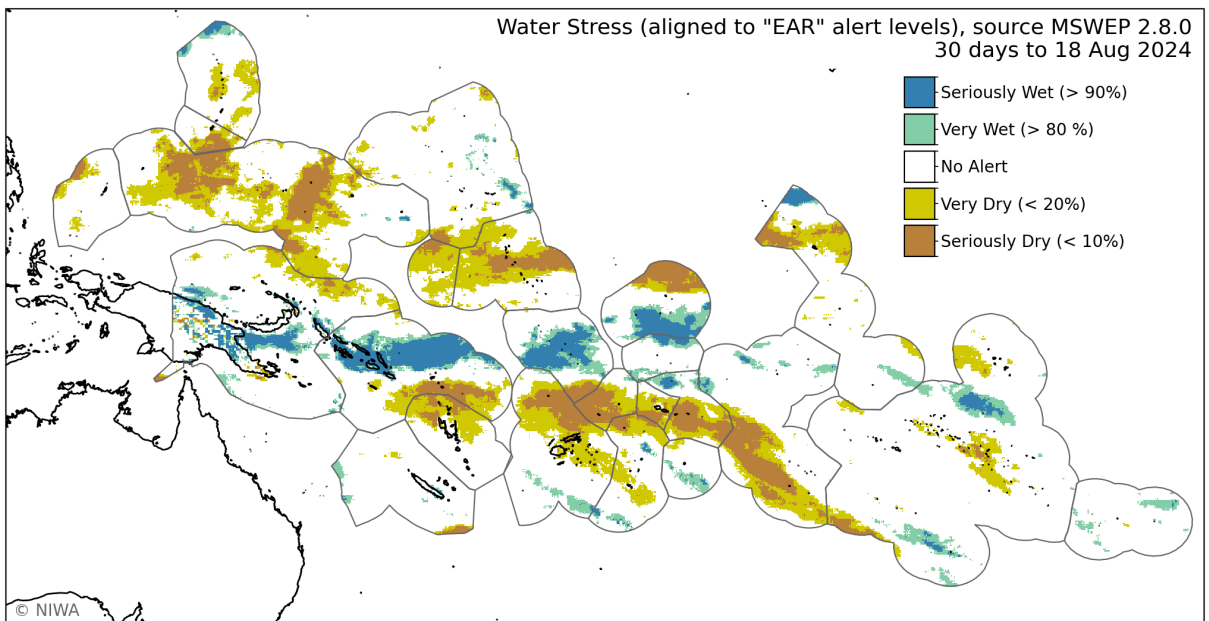 Water Stress (aligned to "EAR" alert levels), source MSWEP 2.8.0
30 days to 18 Aug 2024
Seriously Wet (> 90%)
Very Wet (> 80 %)
No Alert
Very Dry (< 20%)
Seriously Dry (< 10%)
© NIWA